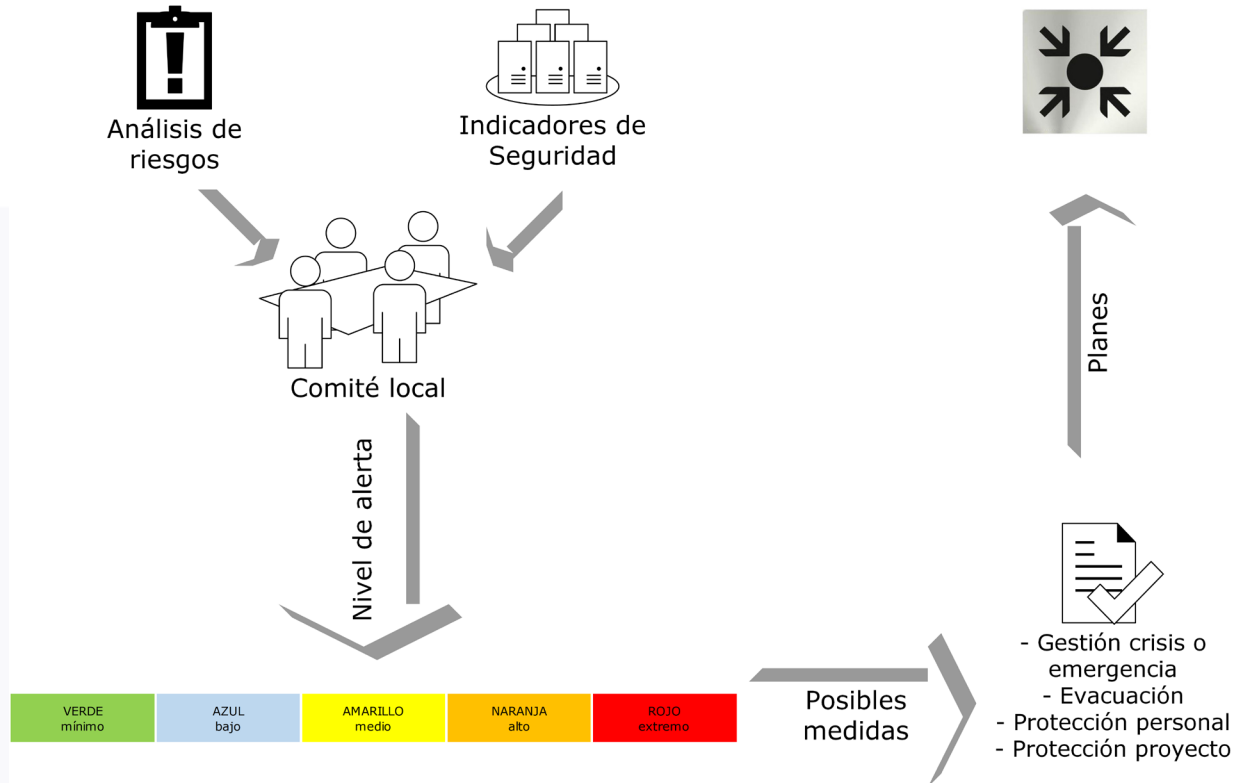 Análisis de
riesgos
Indicadores de
Seguridad
Comité local
Nivel de alerta
VERDE
mínimo
AZUL
bajo
AMARILLO
medio
NARANJA
alto
ROJO
extremo
Posibles
medidas
- Gestión crisis o
emergencia
- Evacuación
- Protección personal
- Protección proyecto
Planes